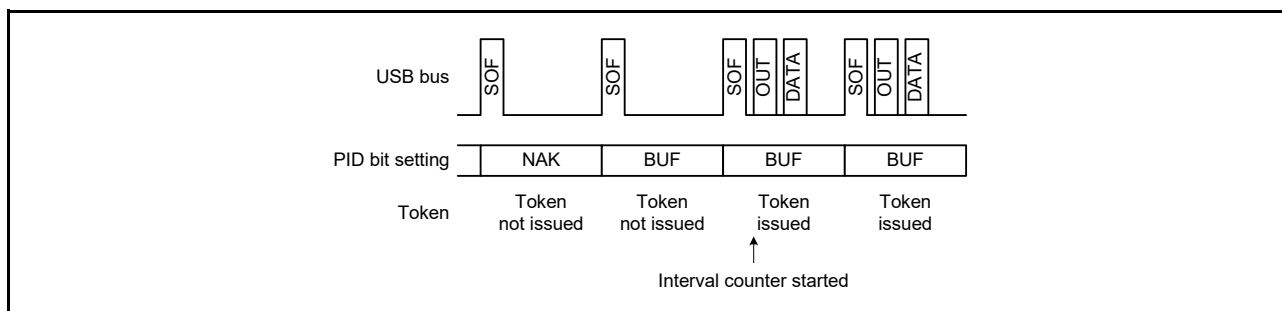 USB bus SOF SOF SOF OUT DATA SOF OUT DATA
PID bit setting NAK BUF BUF BUF
Token Token Token Token Token
not issued not issued issued issued
Interval counter started